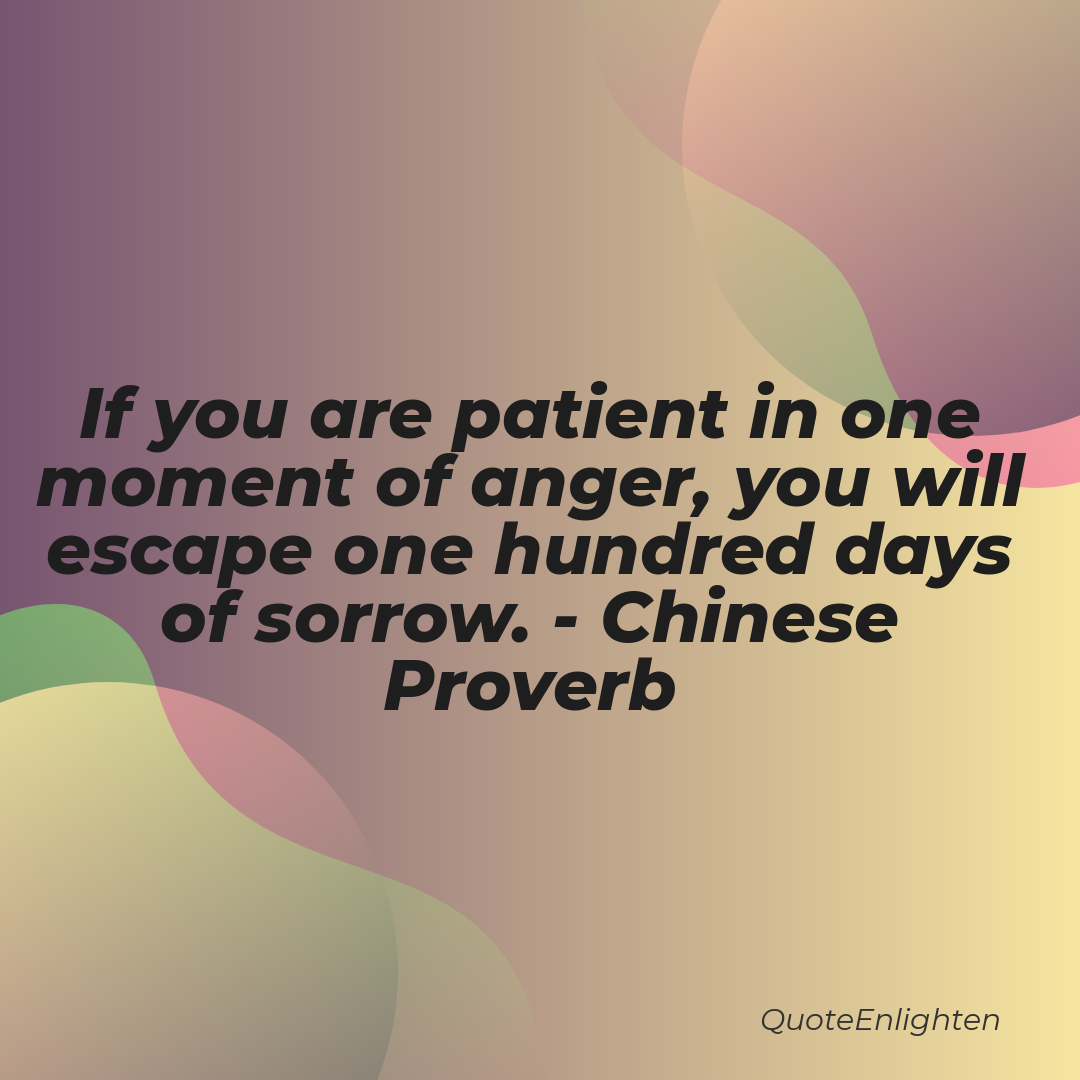 If you are patient in one
moment of anger, you will
escape one hundred days
of sorrow. - Chinese
Proverb
QuoteEnlighten